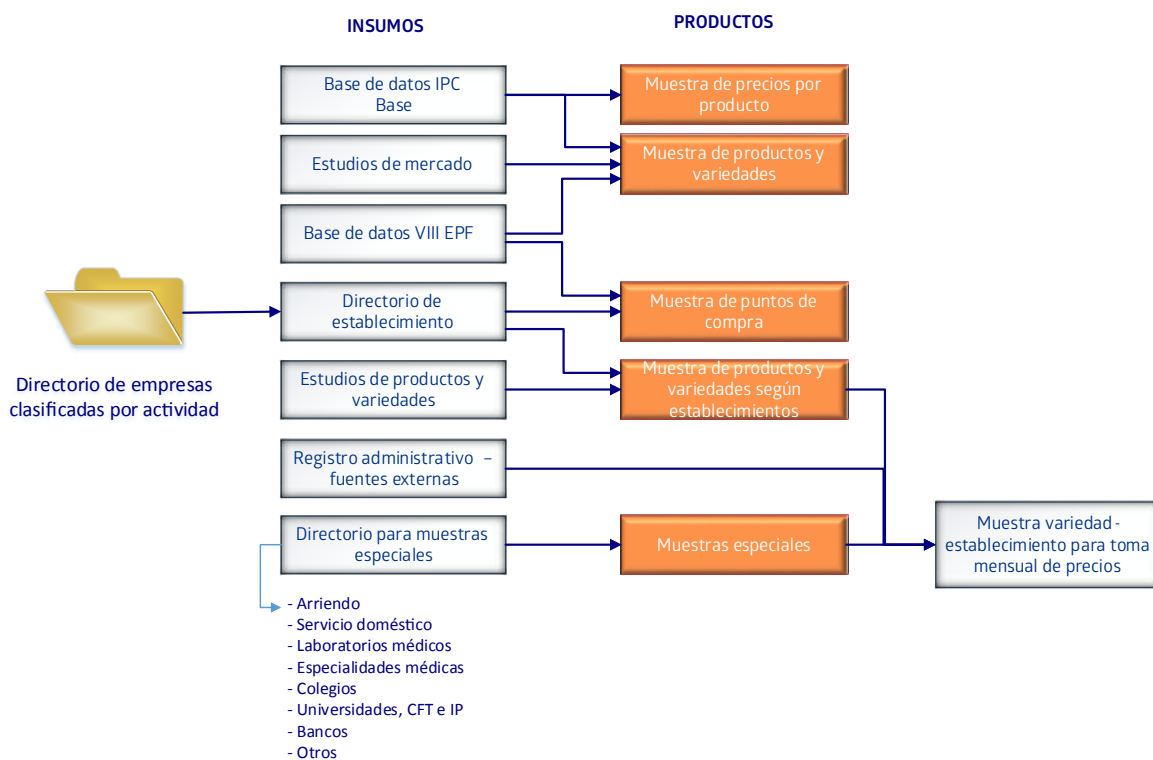 INSUMOS
PRODUCTOS
Base de datos IPC
Base
Muestra de precios por
producto
Estudios de mercado
Muestra de productos y
variedades
Base de datos VIII EPF
Directorio de empresas
clasificadas por actividad
Directorio de
establecimiento
Muestra de puntos de
compra
Estudios de productos y
variedades
Muestra de productos y
variedades según
establecimientos
Registro administrativo –
fuentes externas
Directorio para muestras
especiales
Muestras especiales
Muestra variedad -
establecimiento para toma
mensual de precios
- Arriendo
- Servicio doméstico
- Laboratorios médicos
- Especialidades médicas
- Colegios
- Universidades, CFT e IP
- Bancos
- Otros